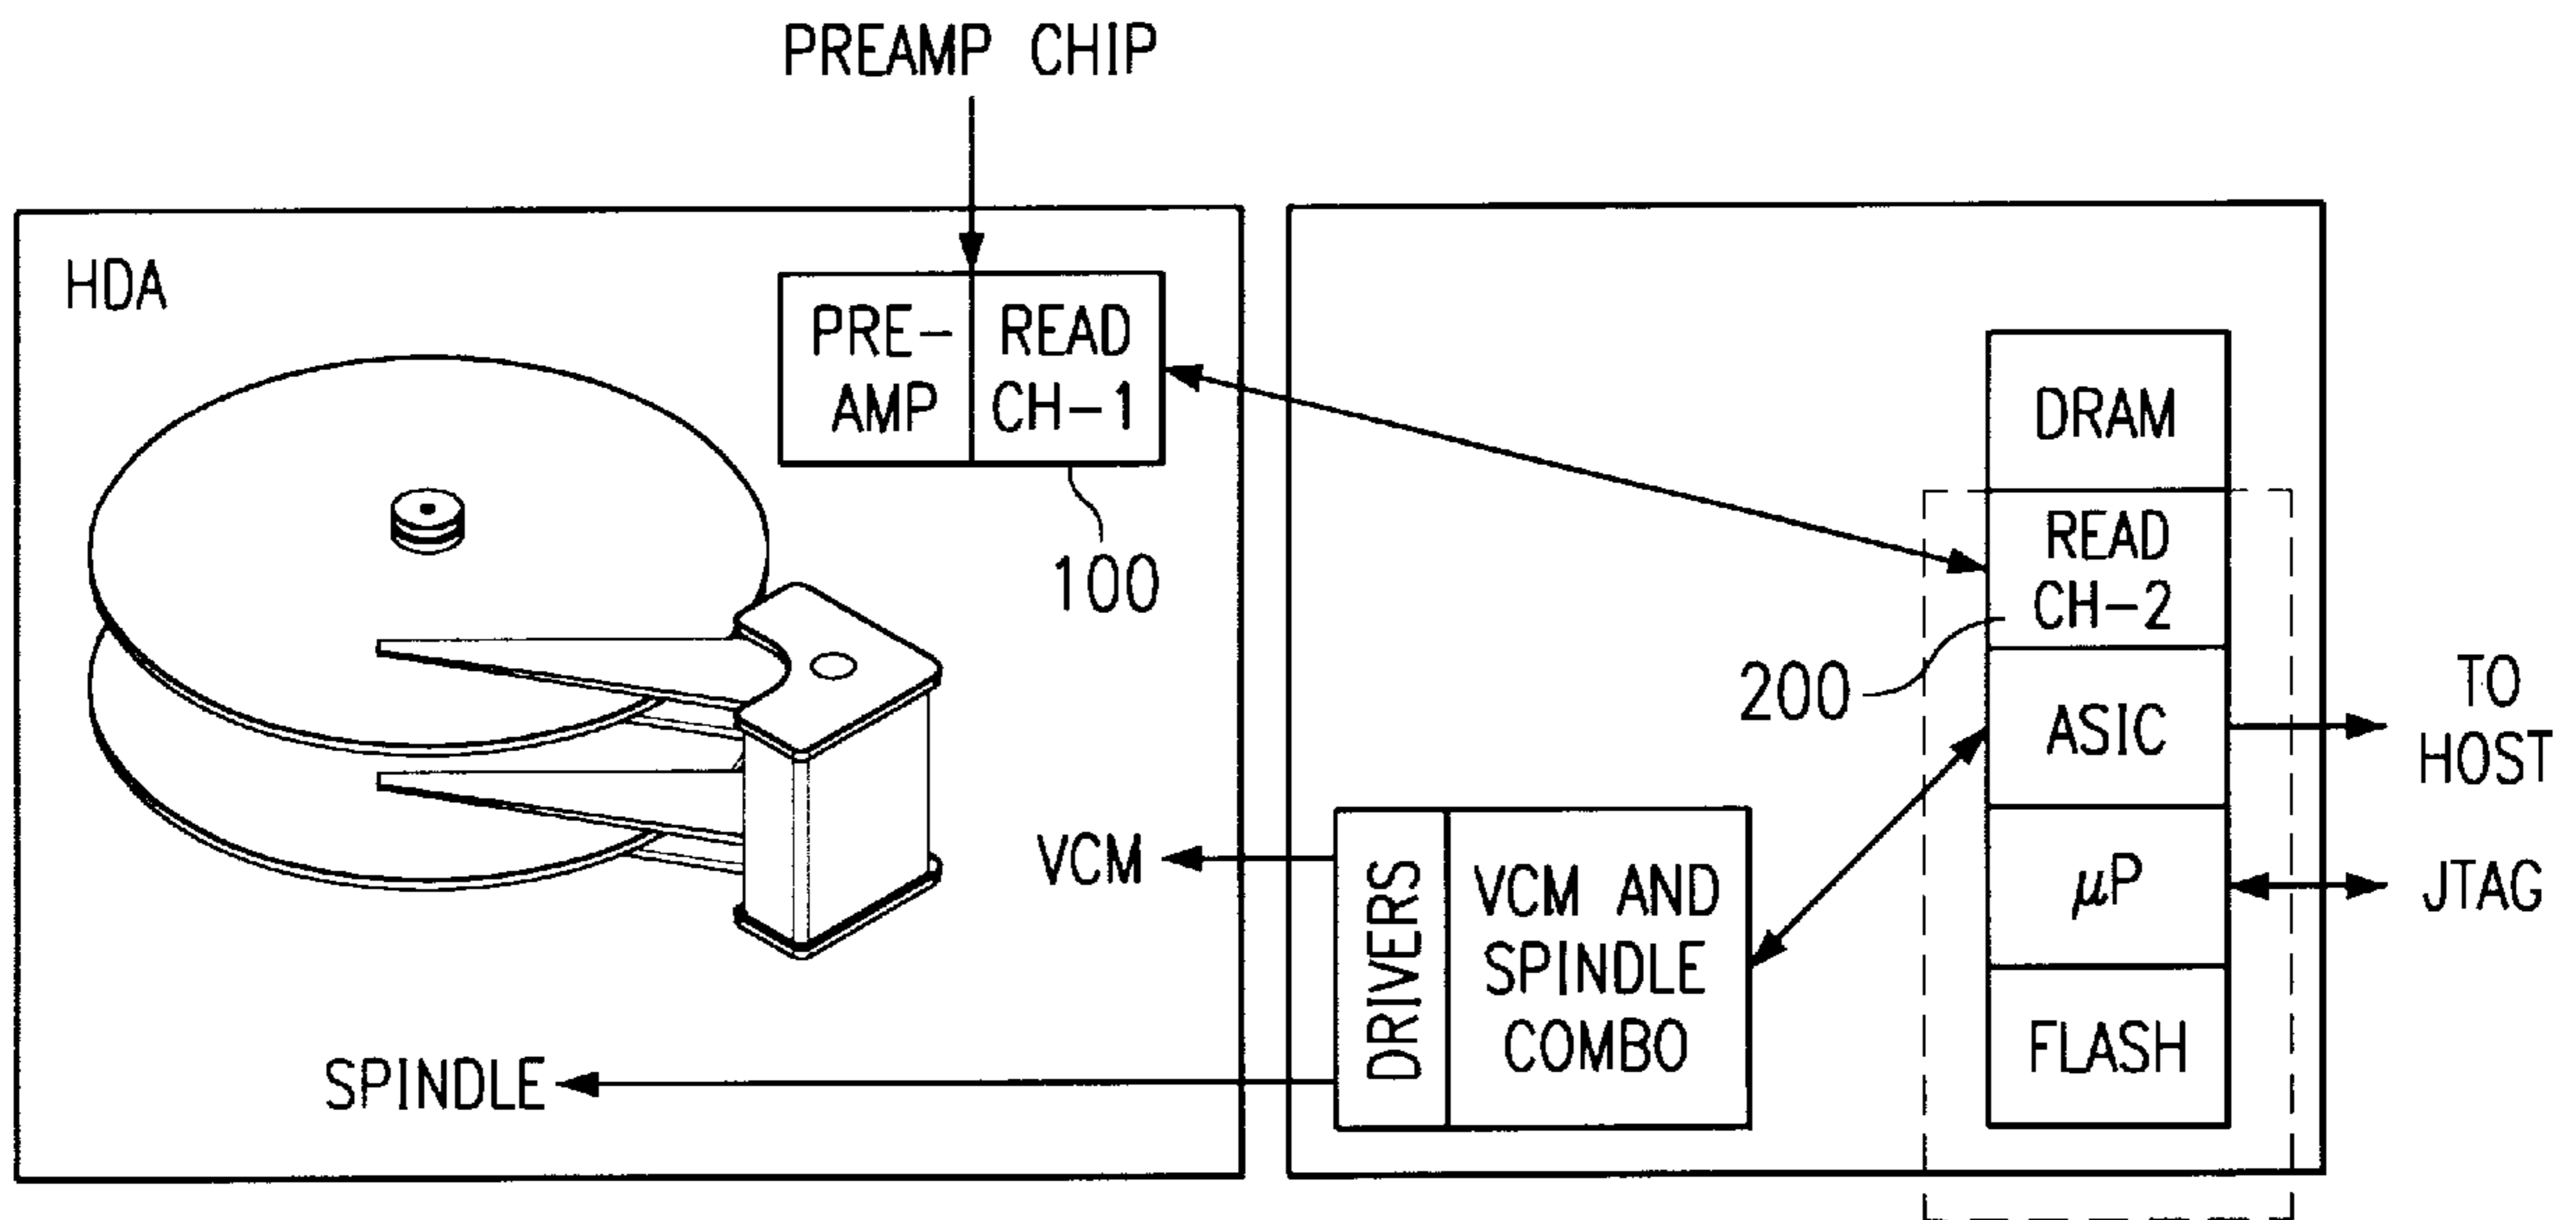 PREAMP CHIP
HDA
PRE-
AMP
READ
CH-1
100
DRAM
READ
CH-2
200
ASIC
TO
HOST
μP
JTAG
FLASH
VCM
DRIVERS
VCM AND
SPINDLE
COMBO
SPINDLE